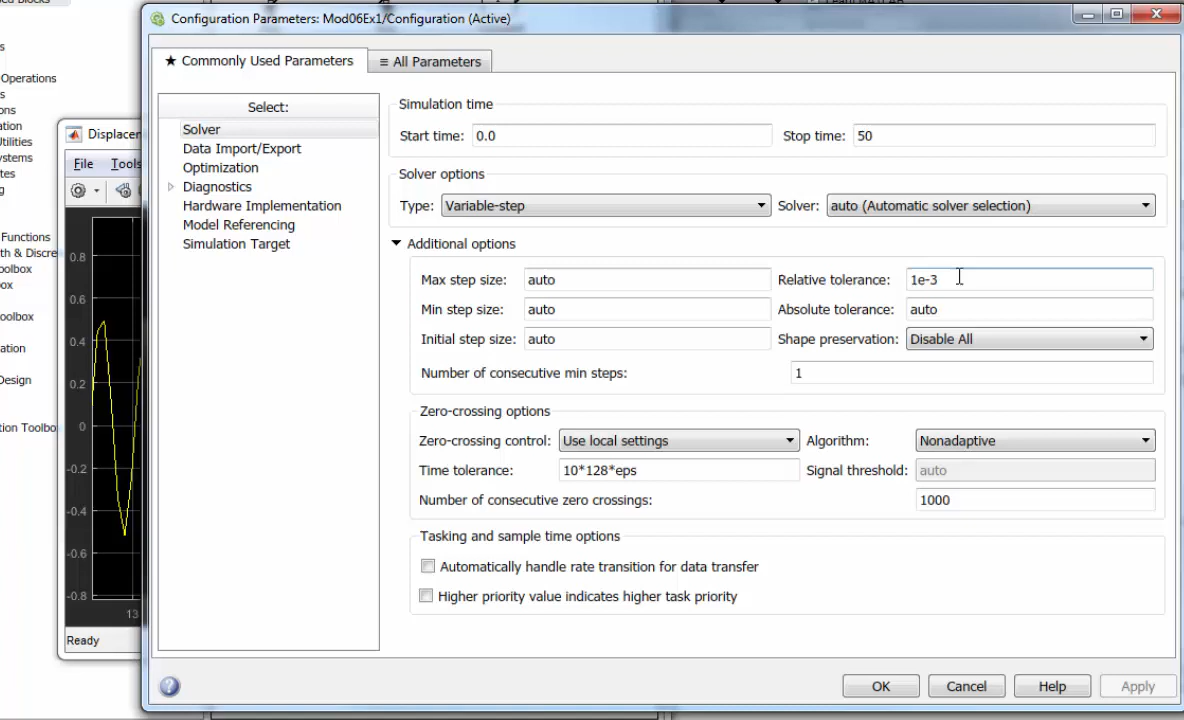 Configuration Parameters: Mod06Ex1/Configuration (Active)
★ Commonly Used Parameters
≡ All Parameters
Select:
Solver
Data Import/Export
Optimization
Diagnostics
Hardware Implementation
Model Referencing
Simulation Target
Simulation time
Start time: 0.0
Stop time: 50
Solver options
Type: Variable-step
Solver: auto (Automatic solver selection)
Additional options
Max step size: auto
Relative tolerance: 1e-3
Min step size: auto
Absolute tolerance: auto
Initial step size: auto
Shape preservation: Disable All
Number of consecutive min steps: 1
Zero-crossing options
Zero-crossing control: Use local settings
Algorithm: Nonadaptive
Time tolerance: 10*128*eps
Signal threshold: auto
Number of consecutive zero crossings: 1000
Tasking and sample time options
Automatically handle rate transition for data transfer
Higher priority value indicates higher task priority
OK
Cancel
Help
Apply
Operations
Functions
Design
Displacem
File Tools
0.8
0.6
0.4
0.2
0
-0.2
-0.4
-0.6
-0.8
13
Ready